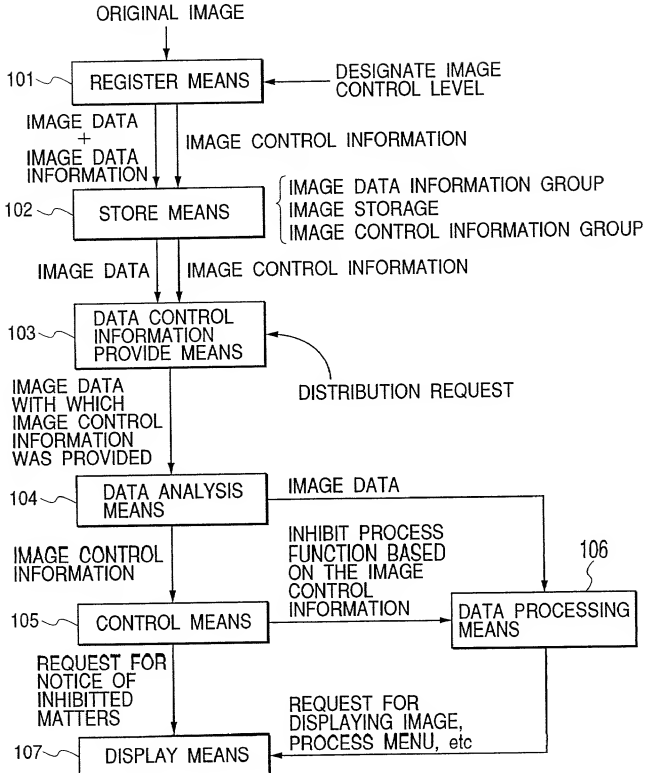 ORIGINAL IMAGE
101
REGISTER MEANS
DESIGNATE IMAGE
CONTROL LEVEL
IMAGE DATA
+
IMAGE DATA
INFORMATION
IMAGE CONTROL INFORMATION
102
STORE MEANS
IMAGE DATA INFORMATION GROUP
IMAGE STORAGE
IMAGE CONTROL INFORMATION GROUP
IMAGE DATA
IMAGE CONTROL INFORMATION
103
DATA CONTROL
INFORMATION
PROVIDE MEANS
DISTRIBUTION REQUEST
IMAGE DATA
WITH WHICH
IMAGE CONTROL
INFORMATION
WAS PROVIDED
104
DATA ANALYSIS
MEANS
IMAGE DATA
IMAGE CONTROL
INFORMATION
INHIBIT PROCESS
FUNCTION BASED
ON THE IMAGE
CONTROL
INFORMATION
106
DATA PROCESSING
MEANS
105
CONTROL MEANS
REQUEST FOR
NOTICE OF
INHIBITTED
MATTERS
REQUEST FOR
DISPLAYING IMAGE,
PROCESS MENU, etc
107
DISPLAY MEANS